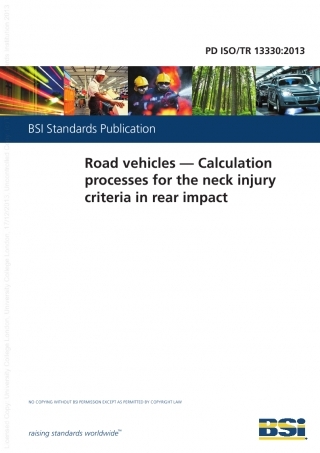 PD ISO/TR 13330:2013
BSI Standards Publication
Road vehicles — Calculation
processes for the neck injury
criteria in rear impact
NO COPYING WITHOUT BSI PERMISSION EXCEPT AS PERMITTED BY COPYRIGHT LAW
raising standards worldwide™
BSi